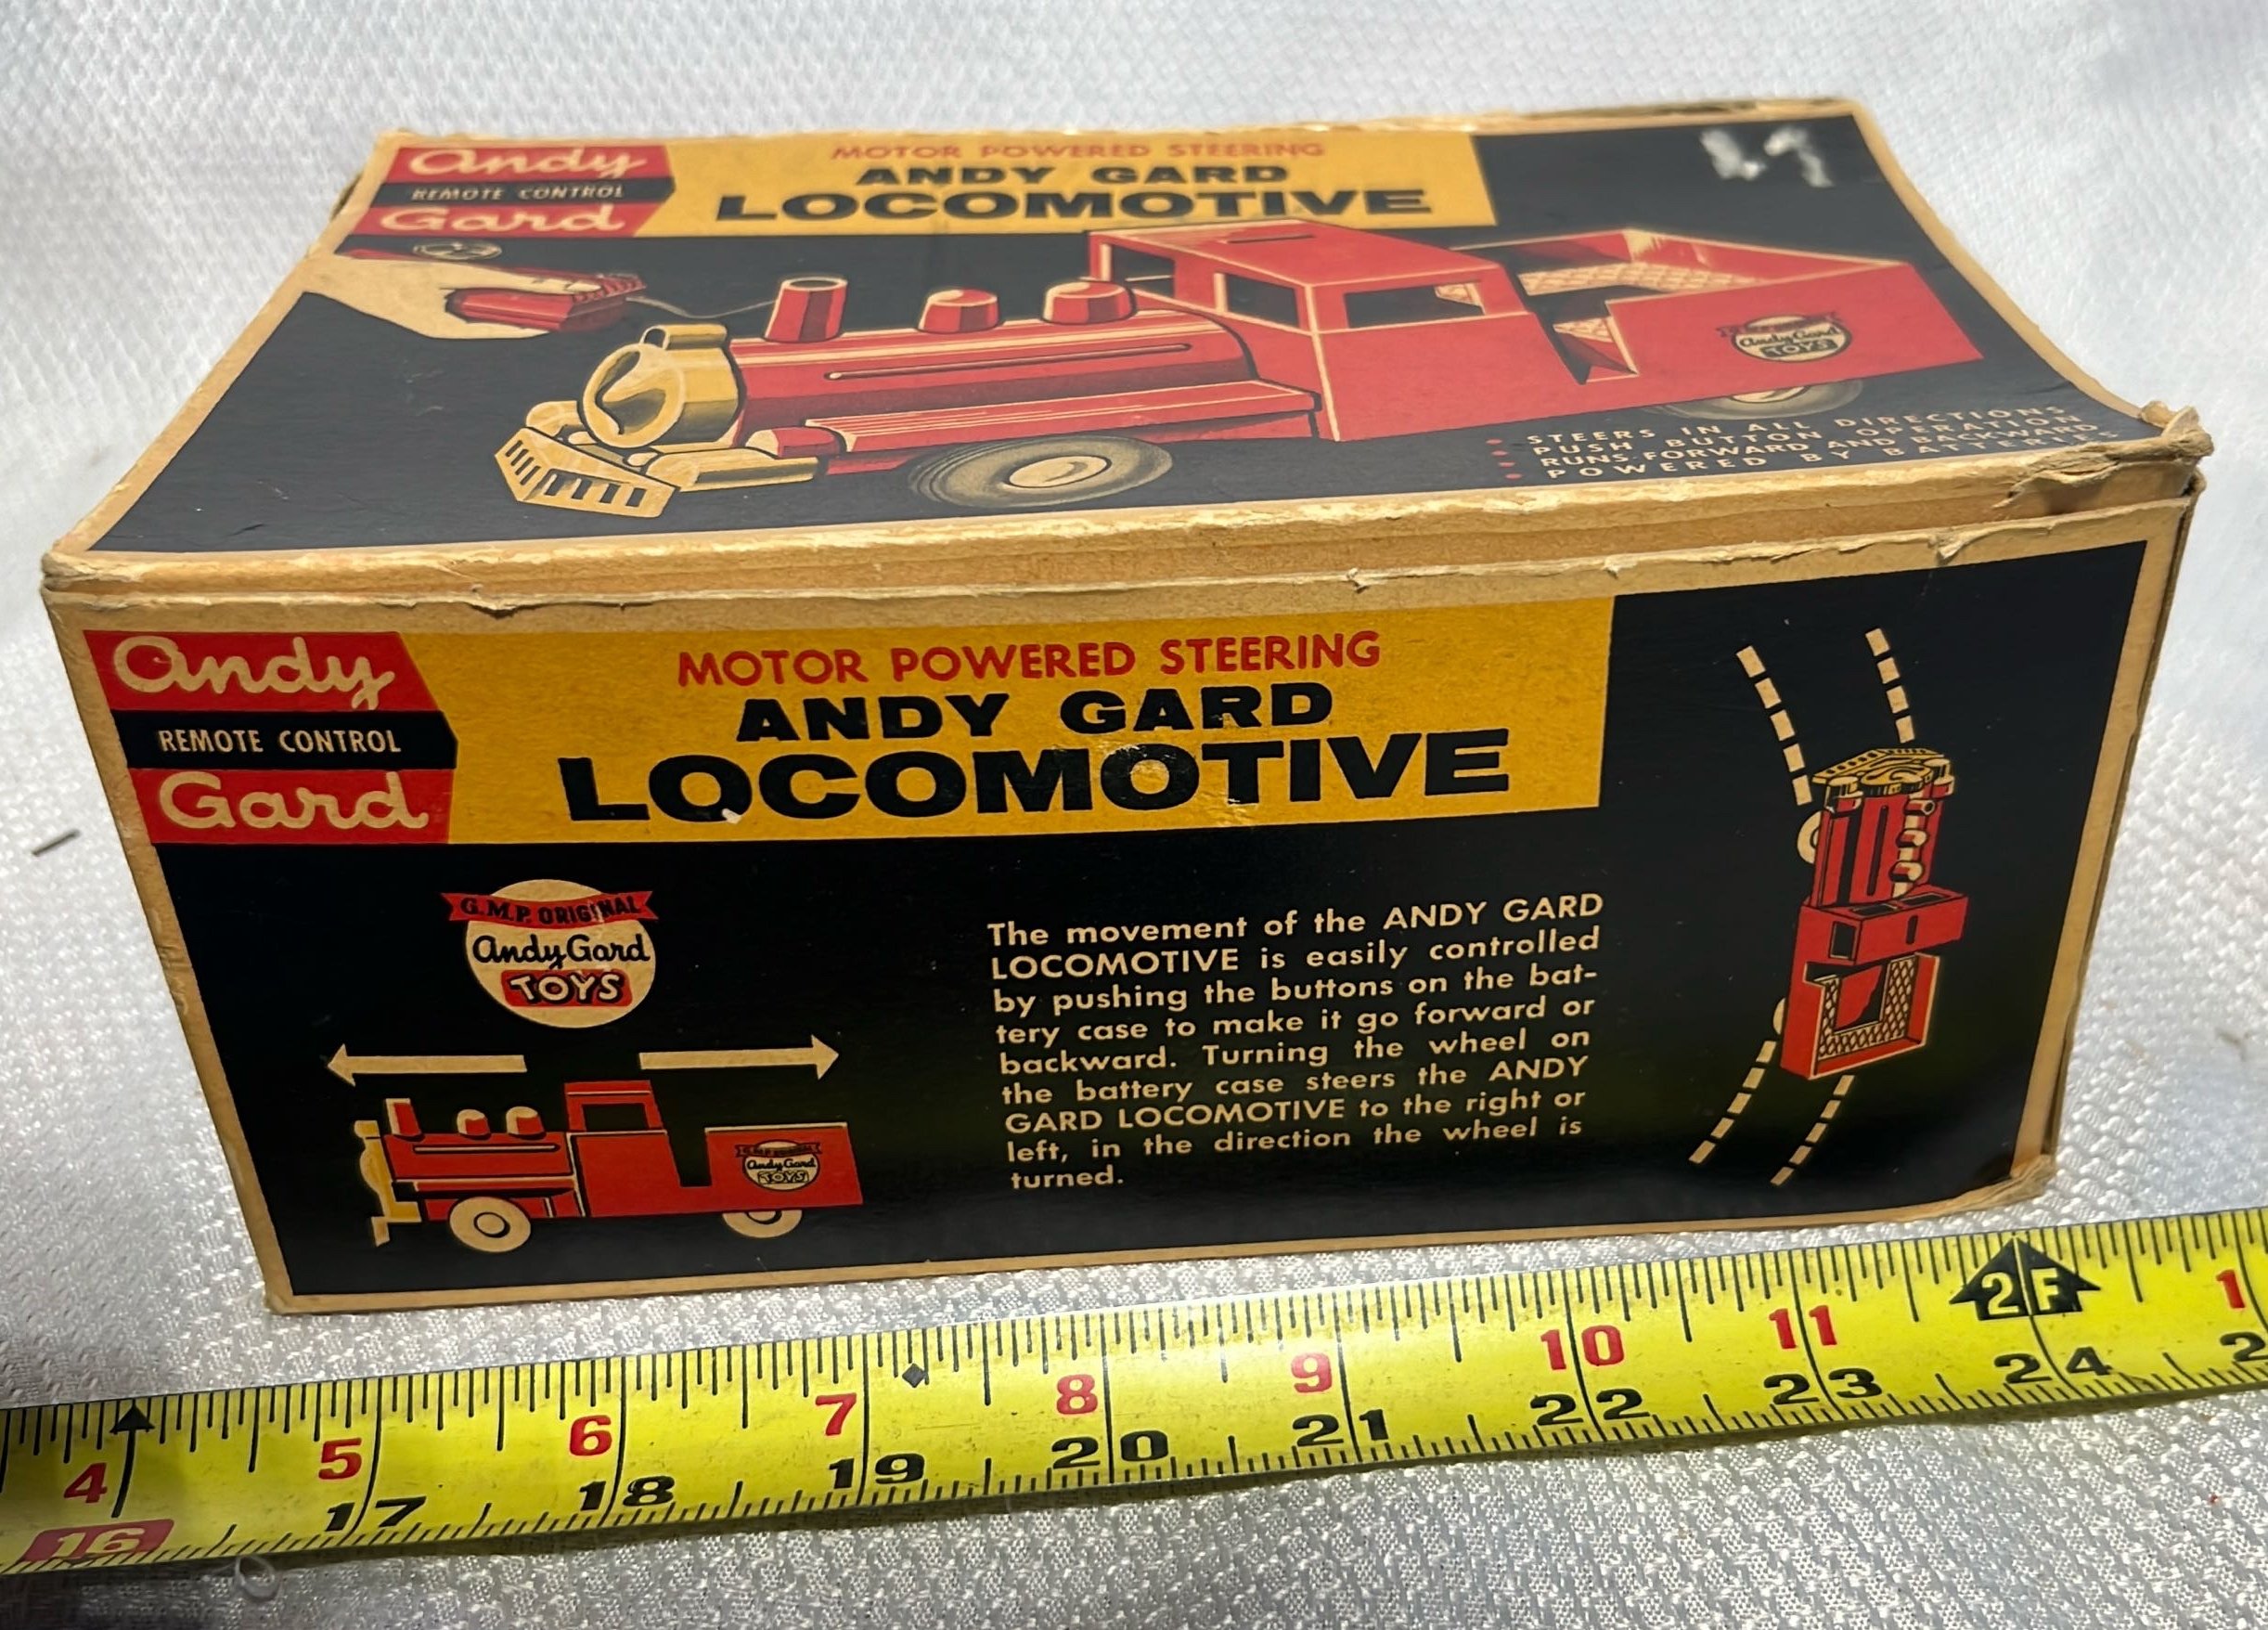 Andy
REMOTE CONTROL
Gard
MOTOR POWERED STEERING
ANDY GARD
LOCOMOTIVE
Andy Gard
TOYS
STEERS IN ALL DIRECTIONS
PUSH BUTTON OPERATION
RUNS FORWARD AND BACKWARD
POWERED BY BATTERIES
Andy
REMOTE CONTROL
Gard
MOTOR POWERED STEERING
ANDY GARD
LOCOMOTIVE
G.M.P. ORIGINAL
Andy Gard
TOYS
The movement of the ANDY GARD
LOCOMOTIVE is easily controlled
by pushing the buttons on the bat-
tery case to make it go forward or
backward. Turning the wheel on
the battery case steers the ANDY
GARD LOCOMOTIVE to the right or
left, in the direction the wheel is
turned.
G.M.P. ORIGINAL
Andy Gard
TOYS
4 5 6 7 8 9 10 11 2F 1
16 17 18 19 20 21 22 23 24 2